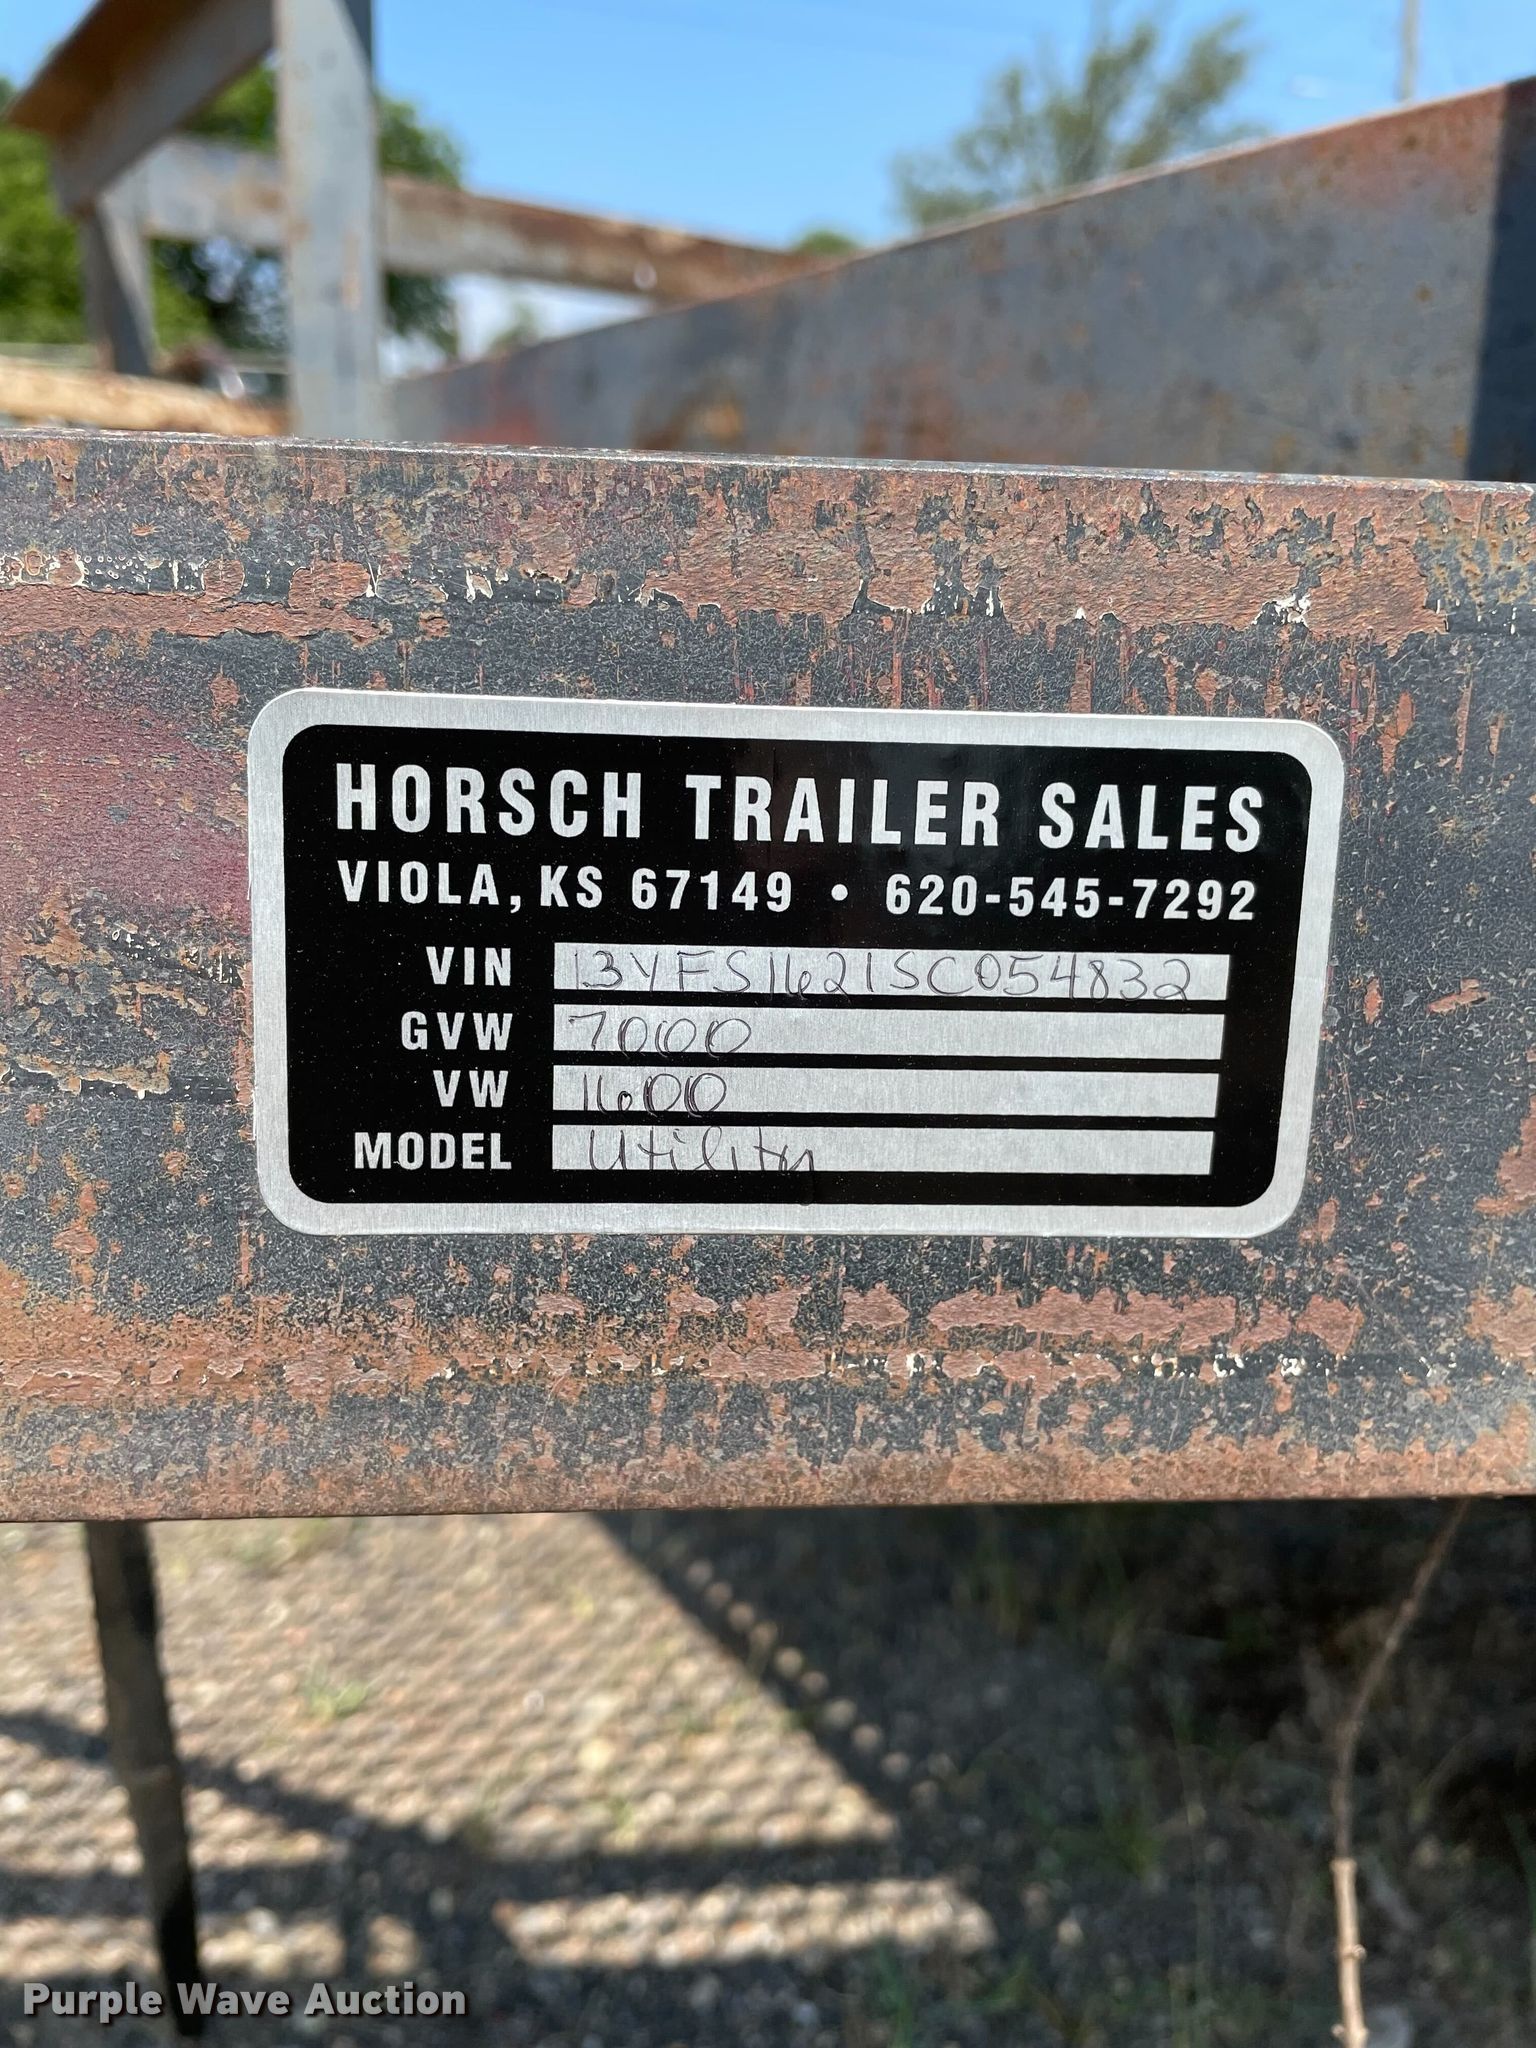 HORSCH TRAILER SALES
VIOLA, KS 67149 • 620-545-7292
VIN 13YFS1621SC054832
GVW 7000
VW 1600
MODEL Utility
Purple Wave Auction